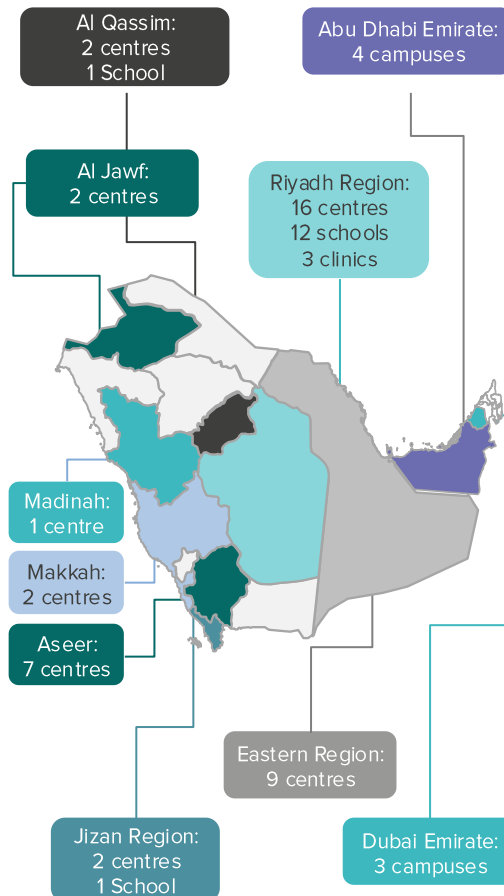 Al Qassim:
2 centres
1 School
Abu Dhabi Emirate:
4 campuses
Al Jawf:
2 centres
Riyadh Region:
16 centres
12 schools
3 clinics
Madinah:
1 centre
Makkah:
2 centres
Aseer:
7 centres
Eastern Region:
9 centres
Jizan Region:
2 centres
1 School
Dubai Emirate:
3 campuses